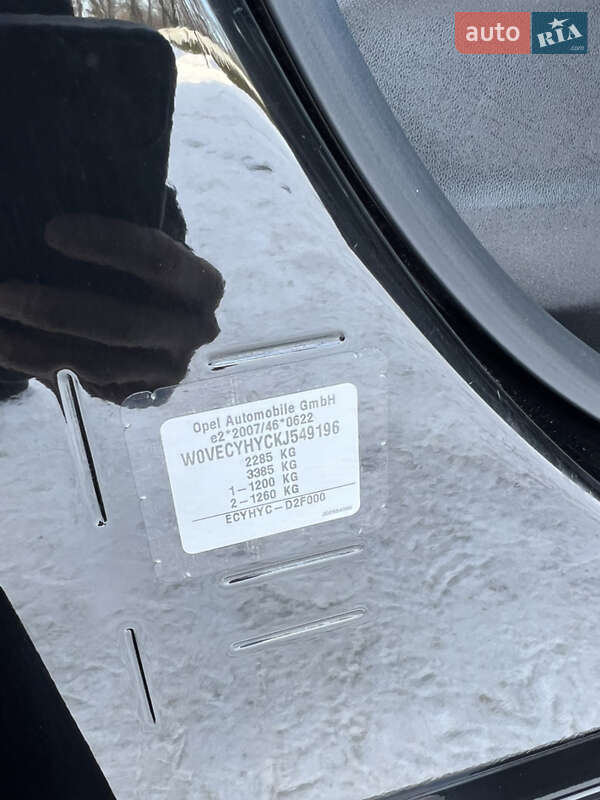 auto RIA .com
Opel Automobile GmbH
e2*2007/46*0622
W0VECYHYCKJ549196
2285 KG
3385 KG
1-1200 KG
2-1260 KG
ECYHYC-D2F000